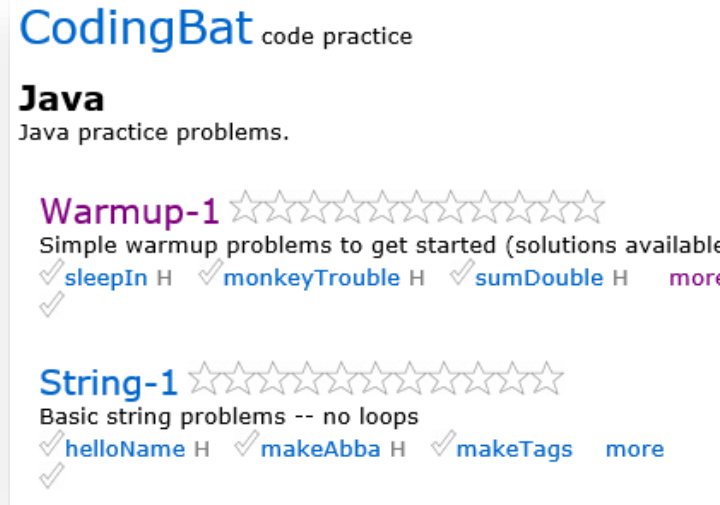 CodingBat code practice
Java
Java practice problems.
Warmup-1
Simple warmup problems to get started (solutions available
sleepIn H monkeyTrouble H sumDouble H more
String-1
Basic string problems -- no loops
helloName H makeAbba H makeTags more